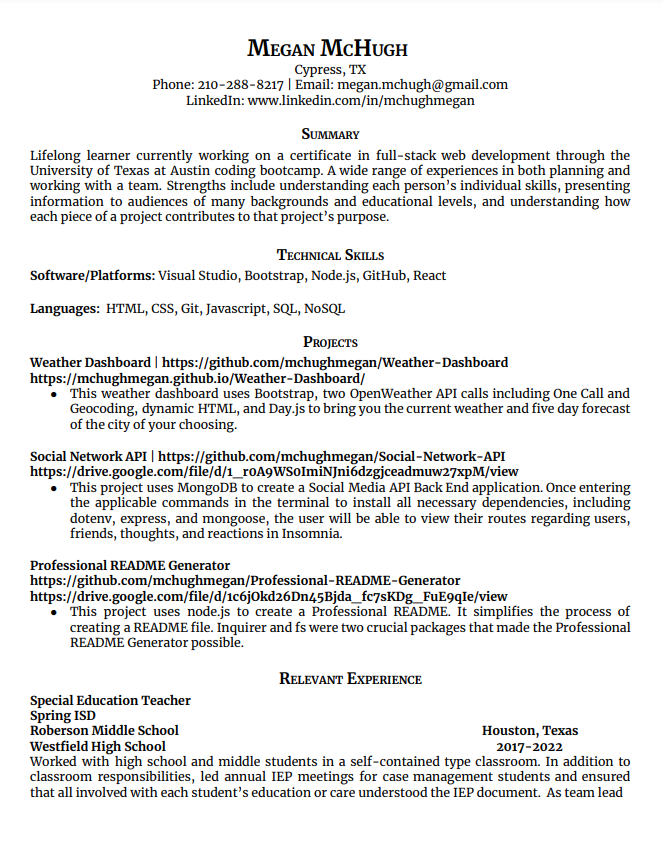 Megan McHugh
Cypress, TX
Phone: 210-288-8217 | Email: megan.mchugh@gmail.com
LinkedIn: www.linkedin.com/in/mchughmegan
Summary
Lifelong learner currently working on a certificate in full-stack web development through the
University of Texas at Austin coding bootcamp. A wide range of experiences in both planning and
working with a team. Strengths include understanding each person's individual skills, presenting
information to audiences of many backgrounds and educational levels, and understanding how
each piece of a project contributes to that project's purpose.
Technical Skills
Software/Platforms: Visual Studio, Bootstrap, Node.js, GitHub, React
Languages: HTML, CSS, Git, Javascript, SQL, NoSQL
Projects
Weather Dashboard | https://github.com/mchughmegan/Weather-Dashboard
https://mchughmegan.github.io/Weather-Dashboard/
● This weather dashboard uses Bootstrap, two OpenWeather API calls including One Call and
Geocoding, dynamic HTML, and Day.js to bring you the current weather and five day forecast
of the city of your choosing.
Social Network API | https://github.com/mchughmegan/Social-Network-API
https://drive.google.com/file/d/1_r0A9WS0ImiNJni6dzgjceadmuw27xpM/view
● This project uses MongoDB to create a Social Media API Back End application. Once entering
the applicable commands in the terminal to install all necessary dependencies, including
dotenv, express, and mongoose, the user will be able to view their routes regarding users,
friends, thoughts, and reactions in Insomnia.
Professional README Generator
https://github.com/mchughmegan/Professional-README-Generator
https://drive.google.com/file/d/1c6jOkd26Dn45Bjda_fc7sKDg_FuE9qIe/view
● This project uses node.js to create a Professional README. It simplifies the process of
creating a README file. Inquirer and fs were two crucial packages that made the Professional
README Generator possible.
Relevant Experience
Special Education Teacher
Spring ISD
Roberson Middle School Houston, Texas
Westfield High School 2017-2022
Worked with high school and middle students in a self-contained type classroom. In addition to
classroom responsibilities, led annual IEP meetings for case management students and ensured
that all involved with each student's education or care understood the IEP document. As team lead